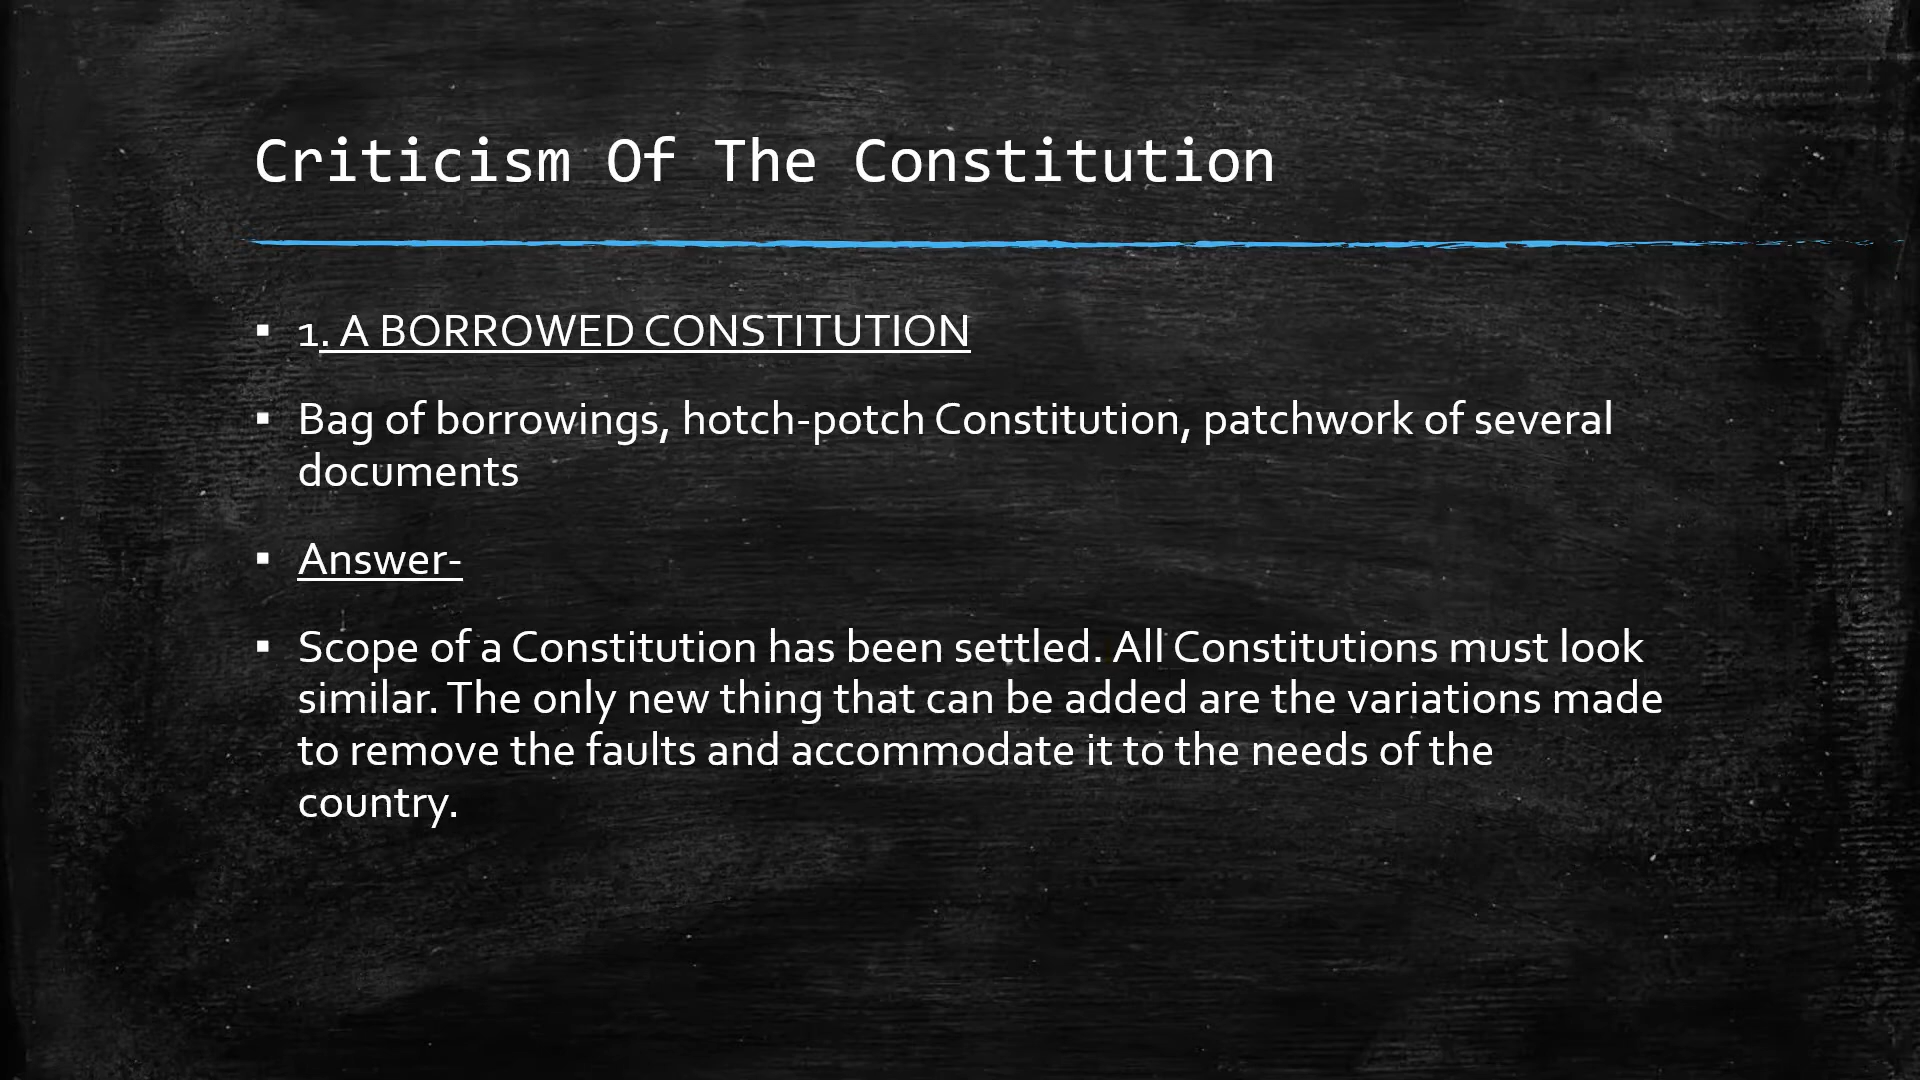 Criticism Of The Constitution
▪ 1. A BORROWED CONSTITUTION
▪ Bag of borrowings, hotch-potch Constitution, patchwork of several
documents
▪ Answer-
▪ Scope of a Constitution has been settled. All Constitutions must look
similar. The only new thing that can be added are the variations made
to remove the faults and accommodate it to the needs of the
country.